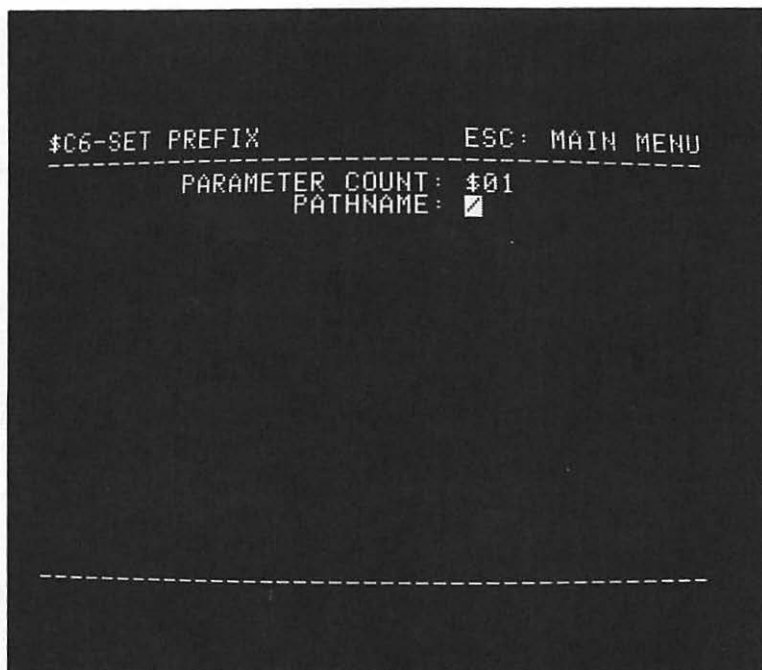 $C6-SET PREFIX ESC: MAIN MENU
PARAMETER COUNT: $01
PATHNAME: /